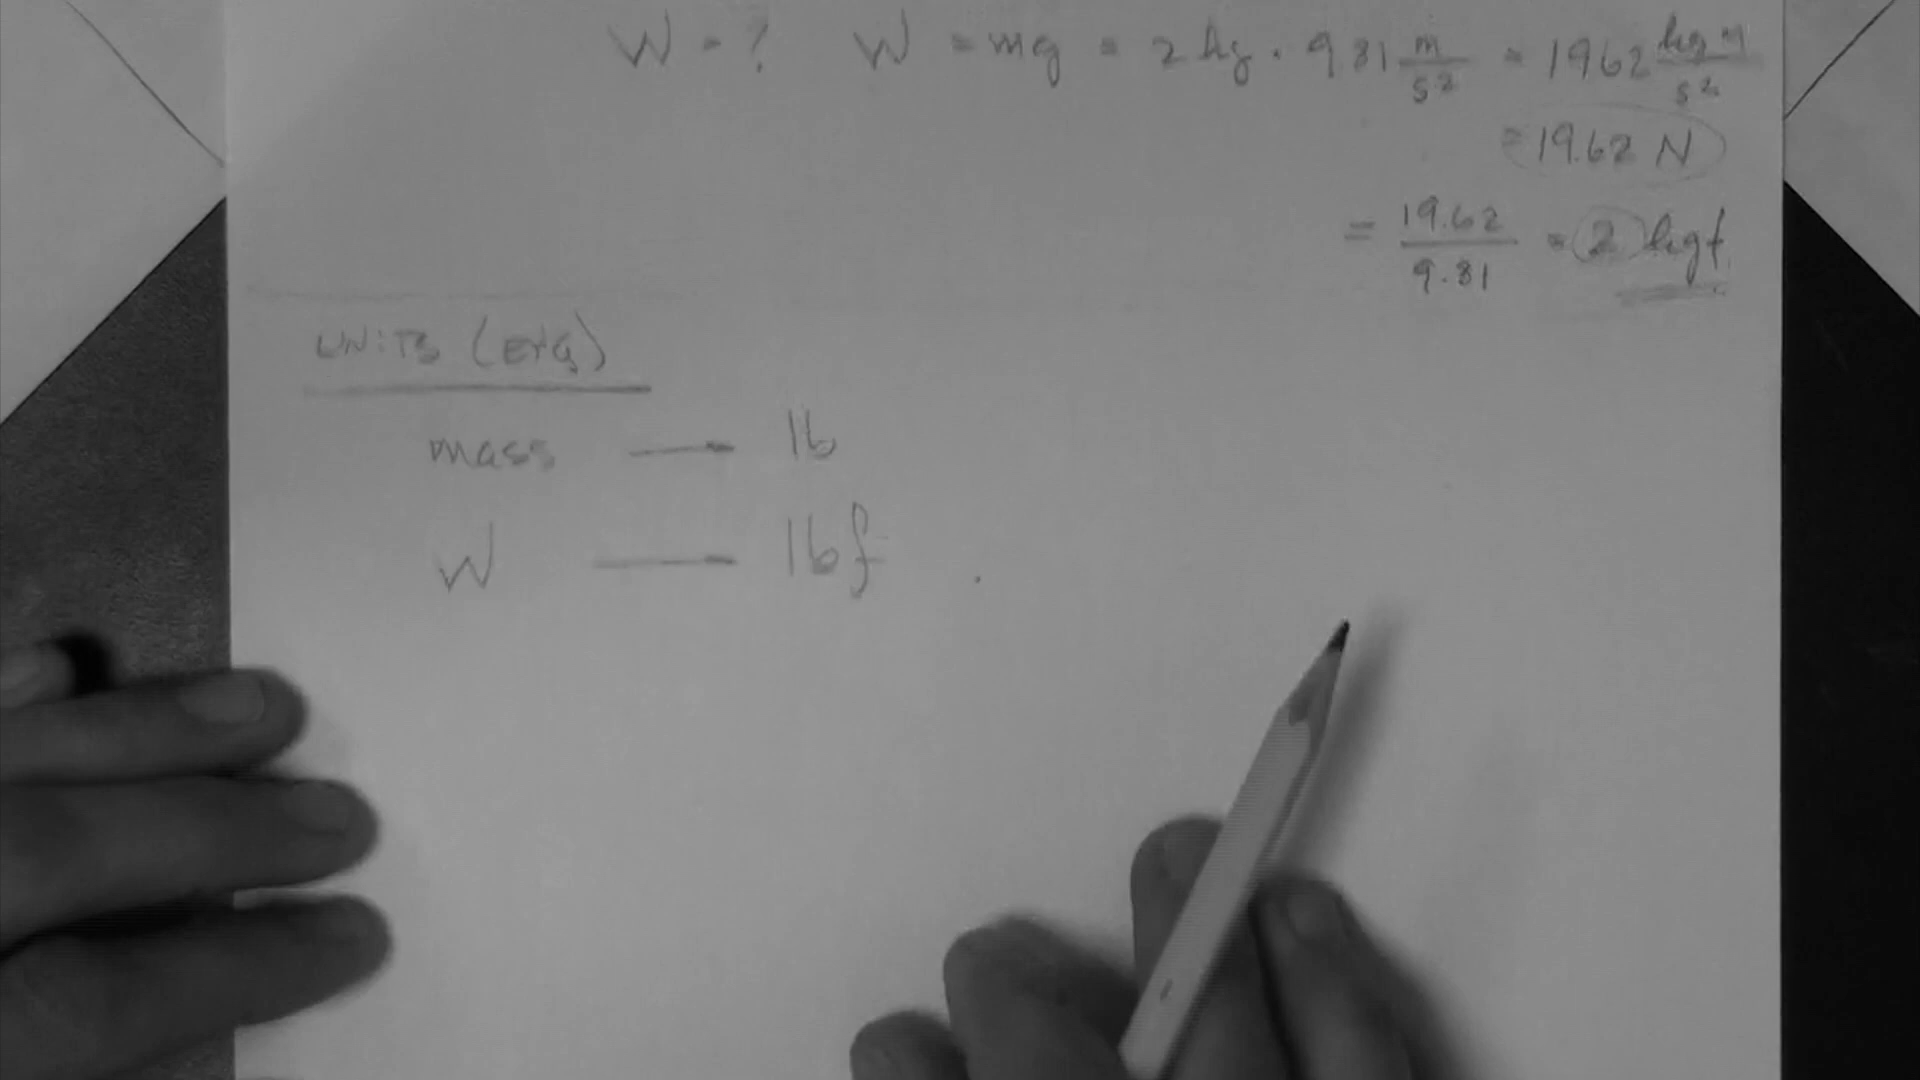 W = ? W = mg = 2 kg . 9.81 m/s² = 19.62 kg m/s²
= 19.62 N
= 19.62/9.81 = 2 kgf
UNITS (ENG)
mass → lb
W → lbf